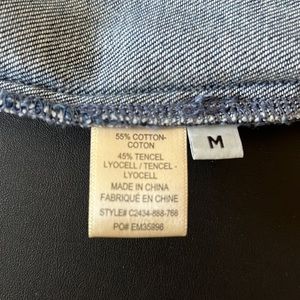 55% COTTON-
COTON
45% TENCEL
LYOCELL / TENCEL -
LYOCELL
MADE IN CHINA
FABRIQUÉ EN CHINE
STYLE# C2434-888-768
PO# EM35896
M